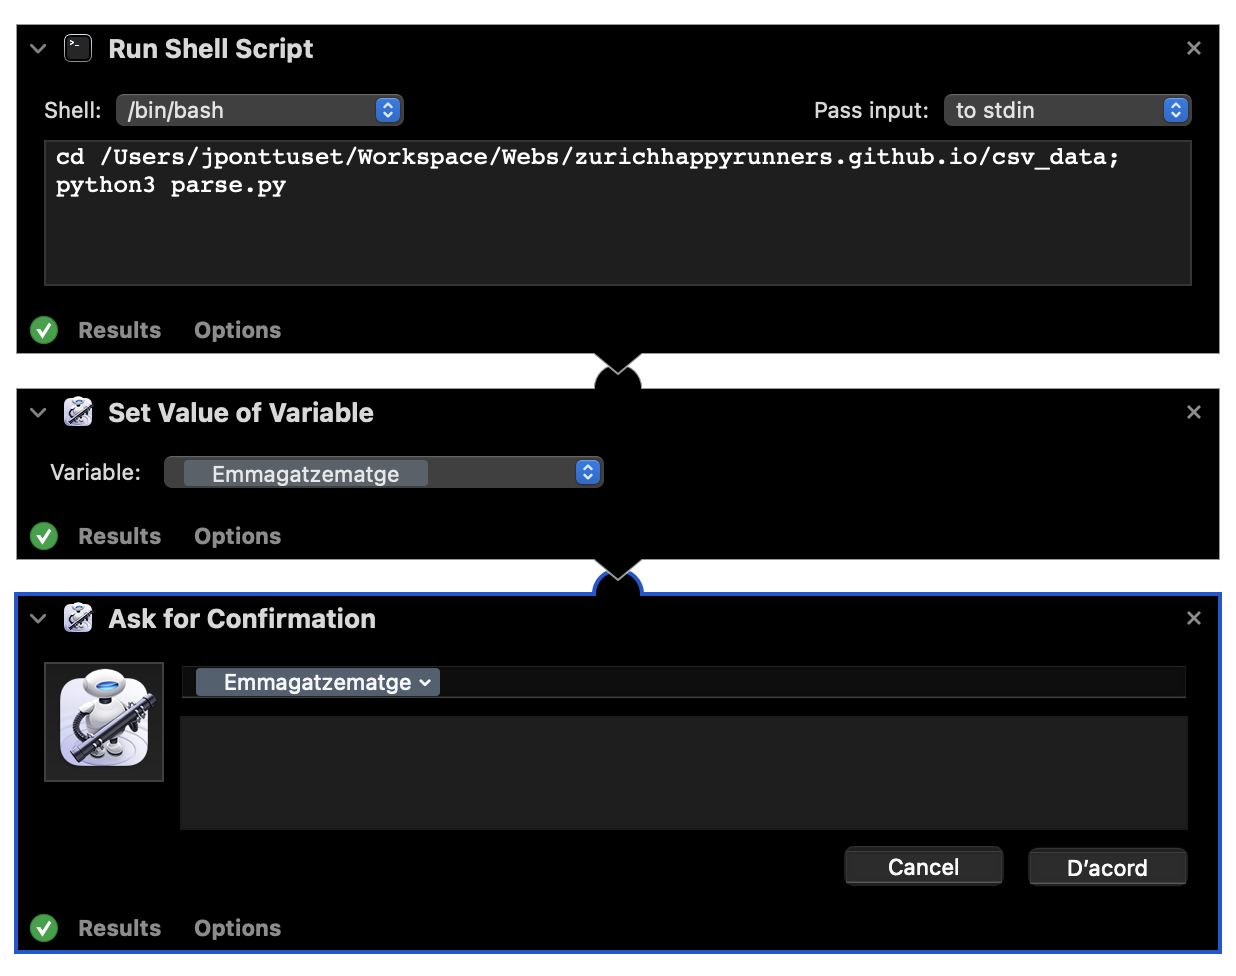 Run Shell Script
Shell: /bin/bash Pass input: to stdin
cd /Users/jponttuset/Workspace/Webs/zurichhappyrunners.github.io/csv_data;
python3 parse.py
Results Options
Set Value of Variable
Variable: Emmagatzematge
Results Options
Ask for Confirmation
Emmagatzematge
Cancel D'acord
Results Options